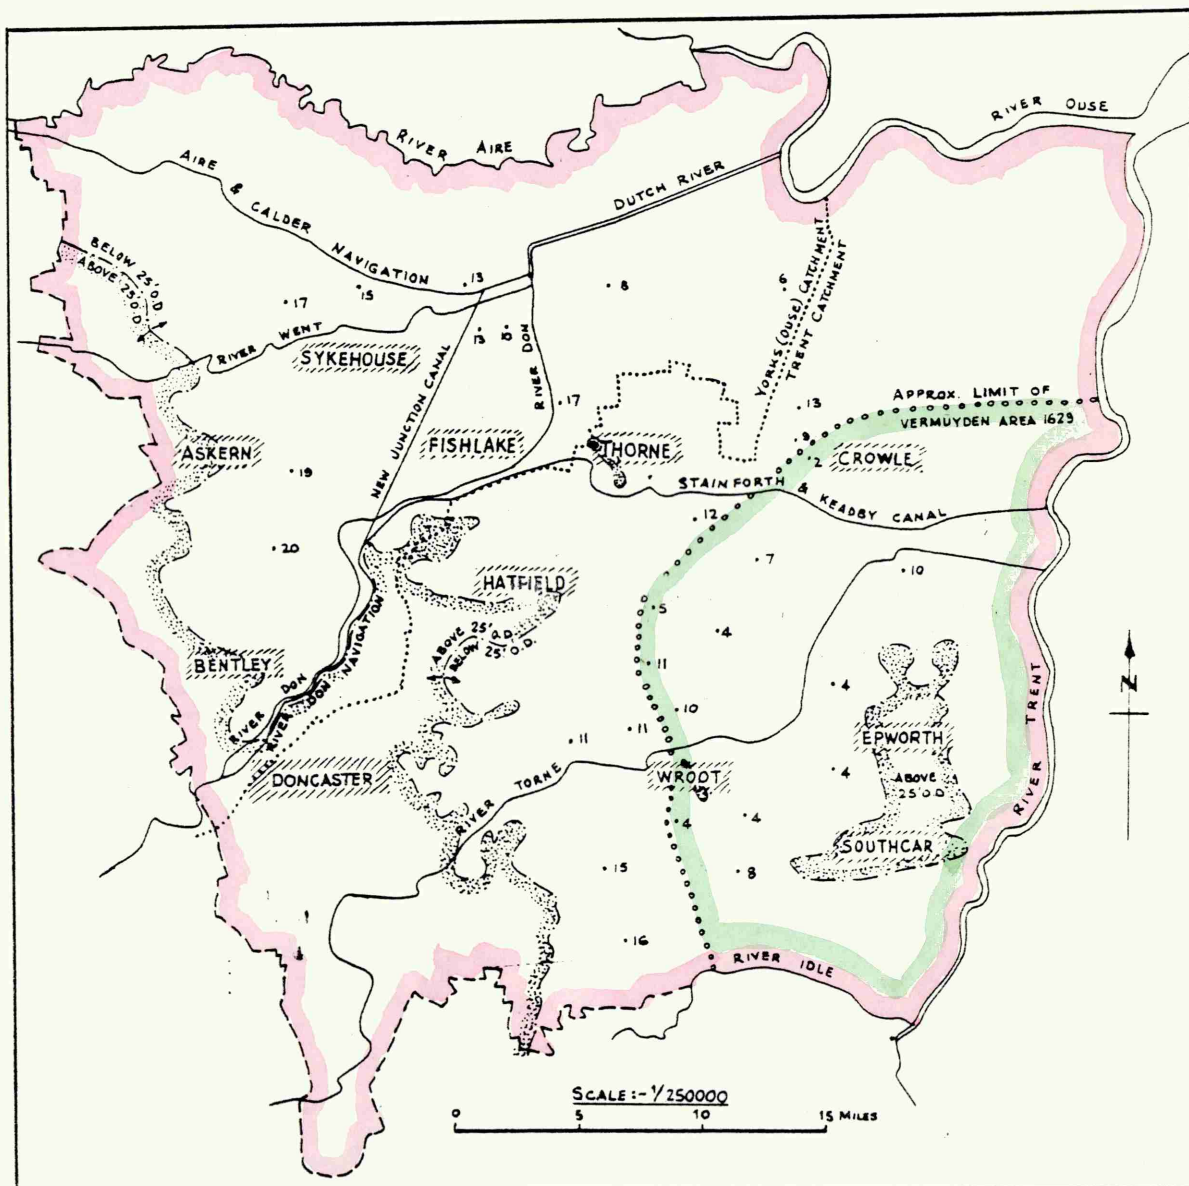 RIVER OUSE
RIVER AIRE
AIRE & CALDER NAVIGATION
DUTCH RIVER
BELOW 25' O.D
ABOVE 25' O.D
YORKS (OUSE) CATCHMENT
TRENT CATCHMENT
13
8
6
17
15
RIVER WENT
SYKEHOUSE
13
RIVER DON
NEW JUNCTION CANAL
17
13
APPROX. LIMIT OF
VERMUYDEN AREA 1629
ASKERN
FISHLAKE
THORNE
9
2
CROWLE
19
STAINFORTH & KEADBY CANAL
12
20
7
10
HATFIELD
5
4
ABOVE 25' O.D.
BELOW 25' O.D.
BENTLEY
11
4
RIVER DON
RIVER DON NAVIGATION
10
11
11
EPWORTH
RIVER TRENT
N
DONCASTER
WROOT
3
4
ABOVE
25' O.D
RIVER TORNE
4
4
SOUTHCAR
15
8
16
RIVER IDLE
SCALE:- 1/250000
0 5 10 15 MILES